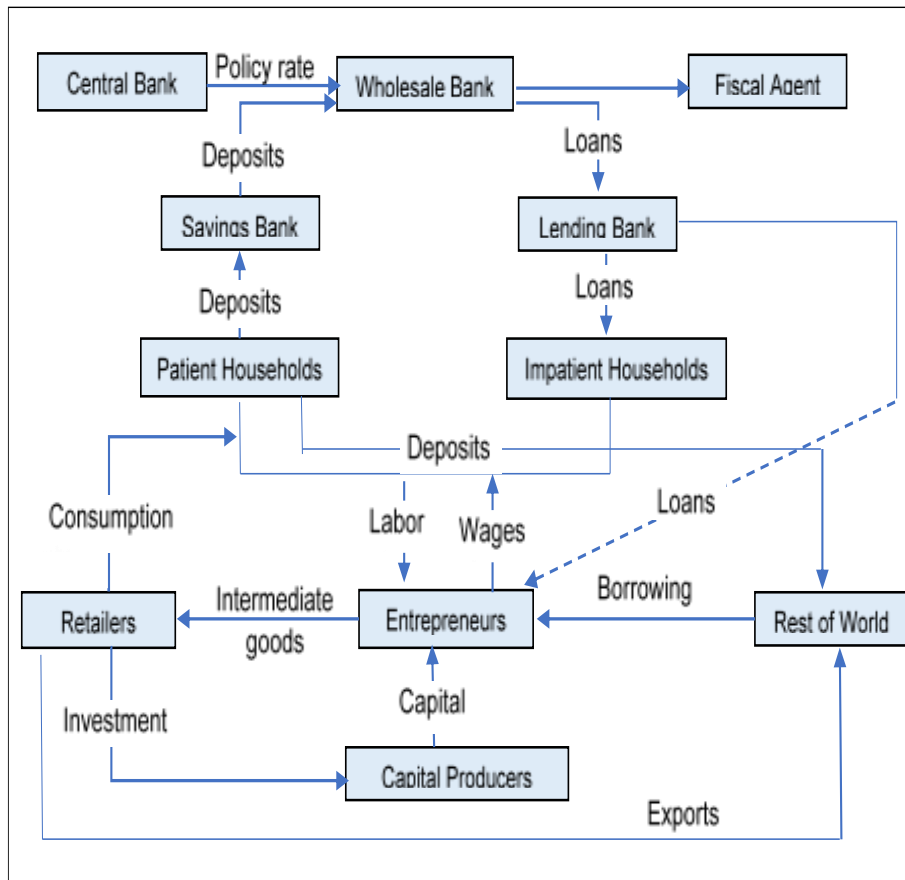 Central Bank
Policy rate
Wholesale Bank
Fiscal Agent
Deposits
Loans
Savings Bank
Lending Bank
Deposits
Loans
Patient Households
Impatient Households
Deposits
Consumption
Labor
Wages
Loans
Retailers
Intermediate
goods
Entrepreneurs
Borrowing
Rest of World
Investment
Capital
Capital Producers
Exports